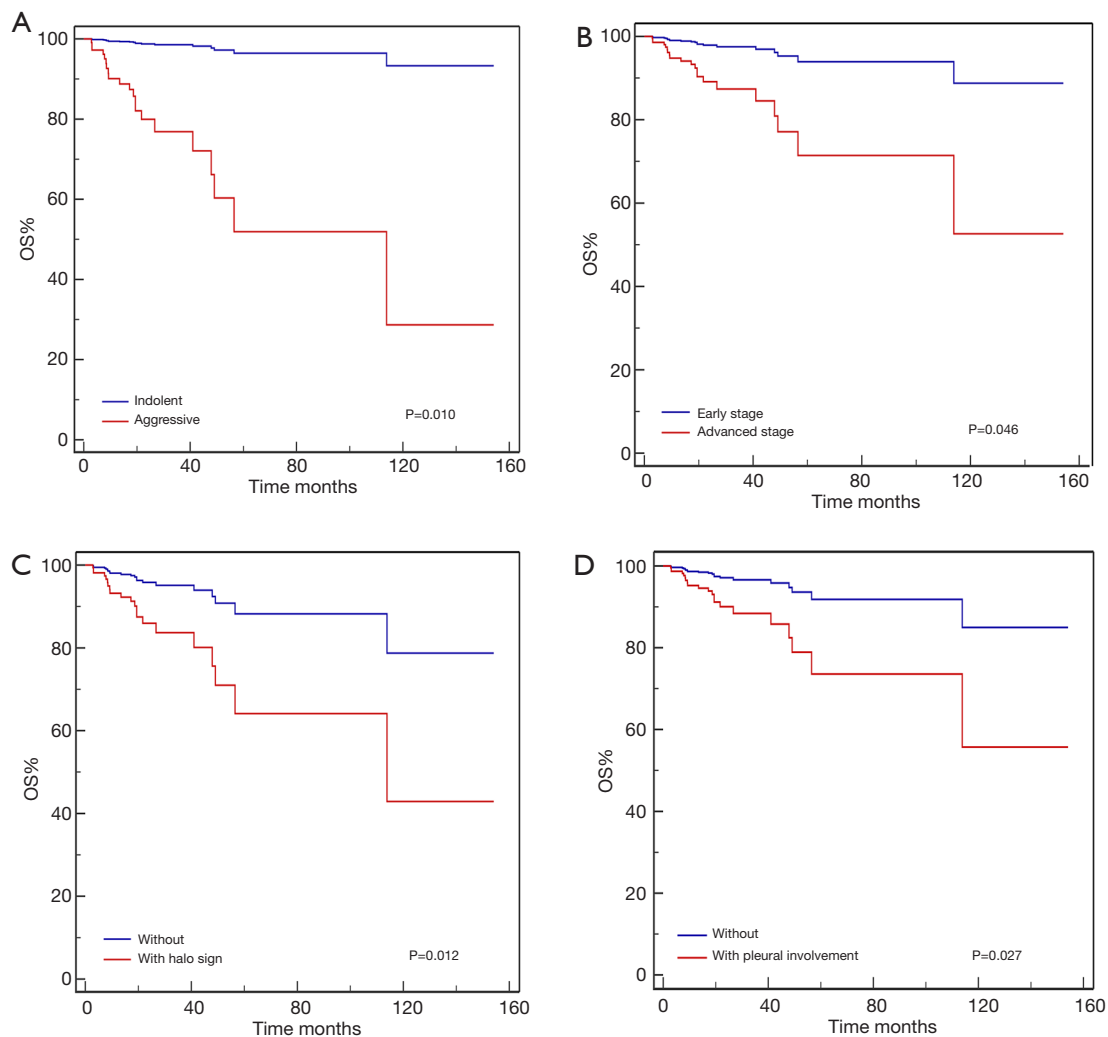 A
100
80
60
40
20
0
OS%
Indolent
Aggressive
P=0.010
0 40 80 120 160
Time months
B
100
80
60
40
20
0
OS%
Early stage
Advanced stage
P=0.046
0 40 80 120 160
Time months
C
100
80
60
40
20
0
OS%
Without
With halo sign
P=0.012
0 40 80 120 160
Time months
D
100
80
60
40
20
0
OS%
Without
With pleural involvement
P=0.027
0 40 80 120 160
Time months